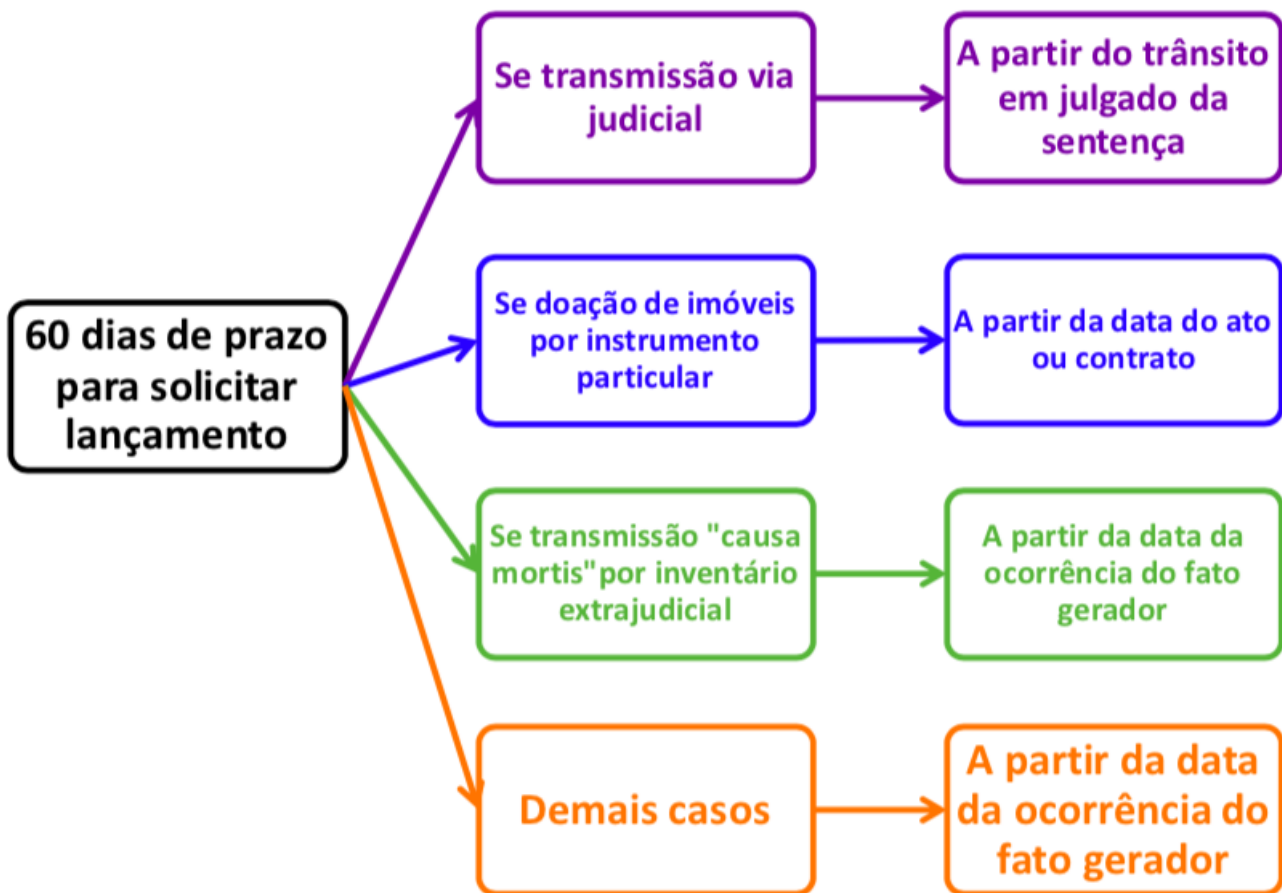 60 dias de prazo
para solicitar
lançamento
Se transmissão via
judicial
A partir do trânsito
em julgado da
sentença
Se doação de imóveis
por instrumento
particular
A partir da data do ato
ou contrato
Se transmissão "causa
mortis"por inventário
extrajudicial
A partir da data da
ocorrência do fato
gerador
Demais casos
A partir da data
da ocorrência do
fato gerador